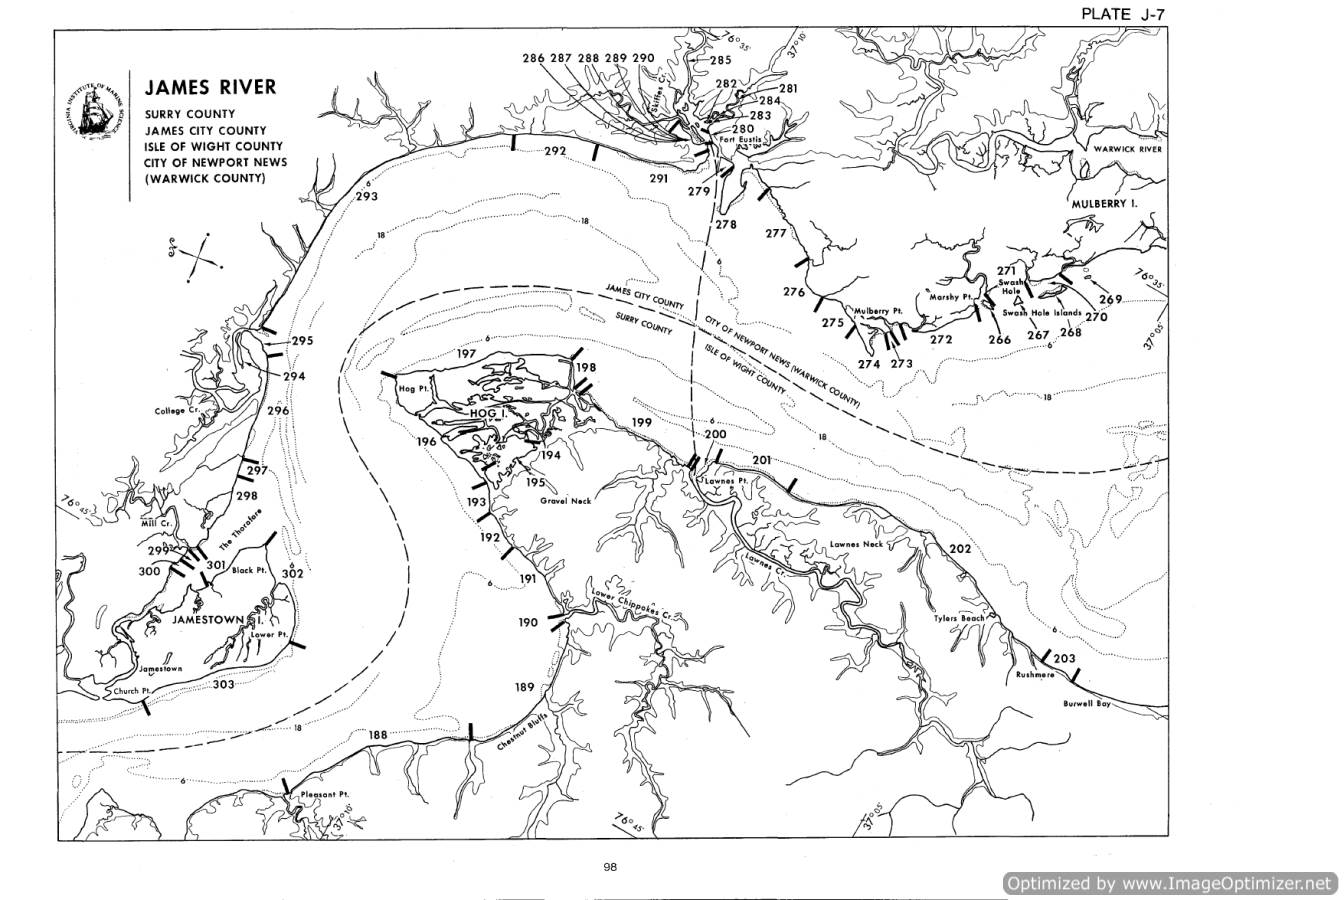 PLATE J-7
JAMES RIVER
SURRY COUNTY
JAMES CITY COUNTY
ISLE OF WIGHT COUNTY
CITY OF NEWPORT NEWS
(WARWICK COUNTY)
VIRGINIA INSTITUTE OF MARINE SCIENCE
286 287 288 289 290
285
76° 35'
37° 10'
Skiffes Cr.
282
281
284
283
280
Fort Eustis
WARWICK RIVER
292
291
279
278
293
6
18
18
6
277
MULBERRY I.
276
275
Mulberry Pt.
274
273
272
Marshy Pt.
271
Swash
Hole
Swash Hole Islands
266
267
268
270
269
76° 35'
37° 05'
6
18
JAMES CITY COUNTY
SURRY COUNTY
CITY OF NEWPORT NEWS (WARWICK COUNTY)
ISLE OF WIGHT COUNTY
295
294
296
College Cr.
6
197
198
Hog Pt.
HOG I.
196
199
194
195
193
Gravel Neck
192
191
190
189
6
200
6
18
201
Lawnes Pt.
Lawnes Neck
Lawnes Cr.
202
Tylers Beach
6
203
Rushmere
Burwell Bay
297
298
76° 45'
Mill Cr.
The Thorofare
299
300
301
Black Pt.
302
6
JAMESTOWN I.
Lower Pt.
Jamestown
Church Pt.
303
18
188
6
Chestnut Bluffs
Pleasant Pt.
Lower Chippokes Cr.
37° 10'
76° 45'
37° 05'
98
Optimized by www.ImageOptimizer.net